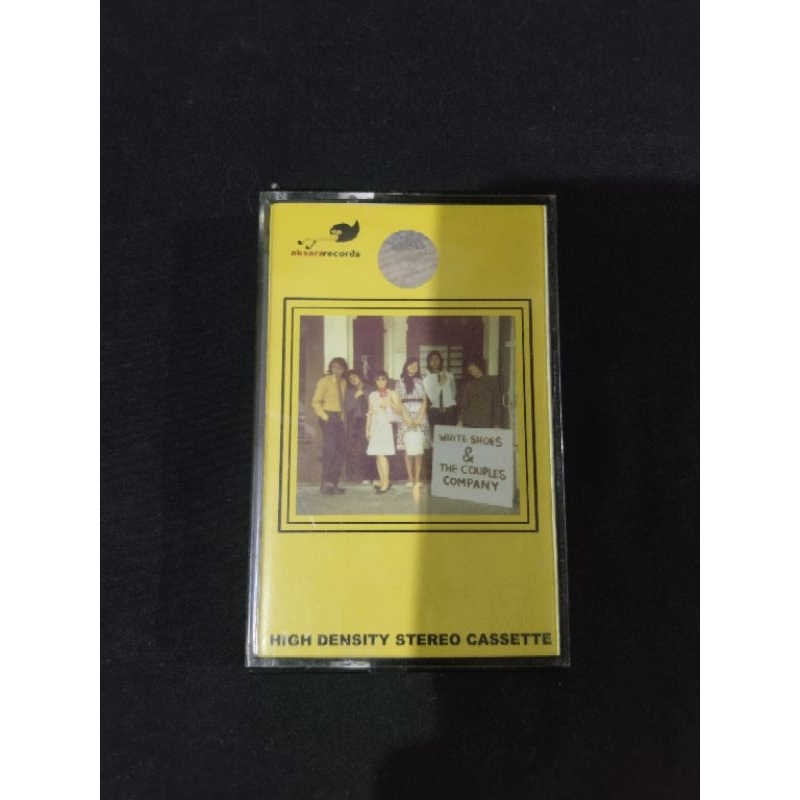 aksararecords
WHITE SHOES
&
THE COUPLES
COMPANY
HIGH DENSITY STEREO CASSETTE